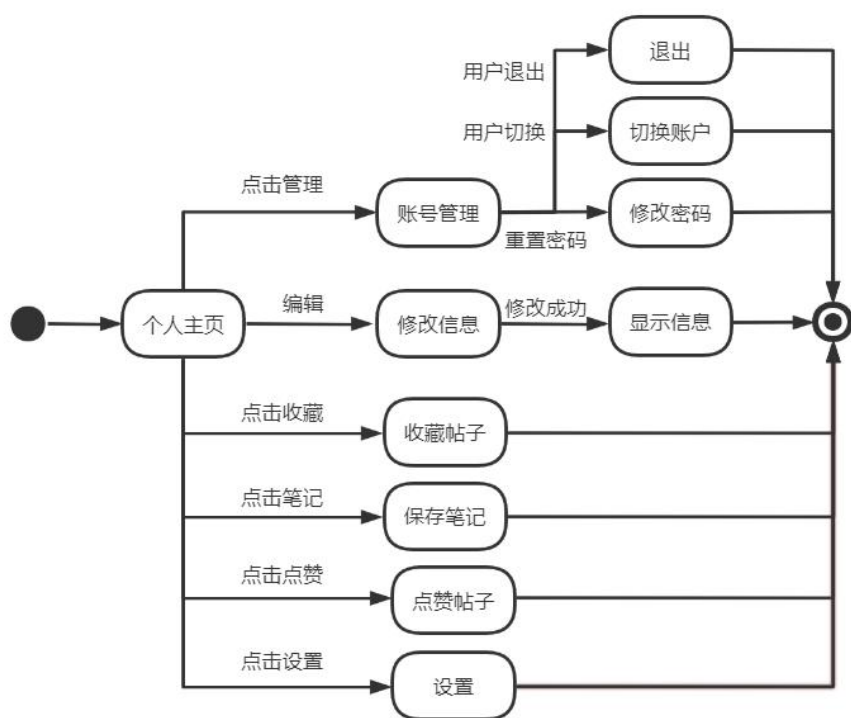 用户退出
退出
用户切换
切换账户
点击管理
账号管理
重置密码
修改密码
个人主页
编辑
修改信息
修改成功
显示信息
点击收藏
收藏帖子
点击笔记
保存笔记
点击点赞
点赞帖子
点击设置
设置